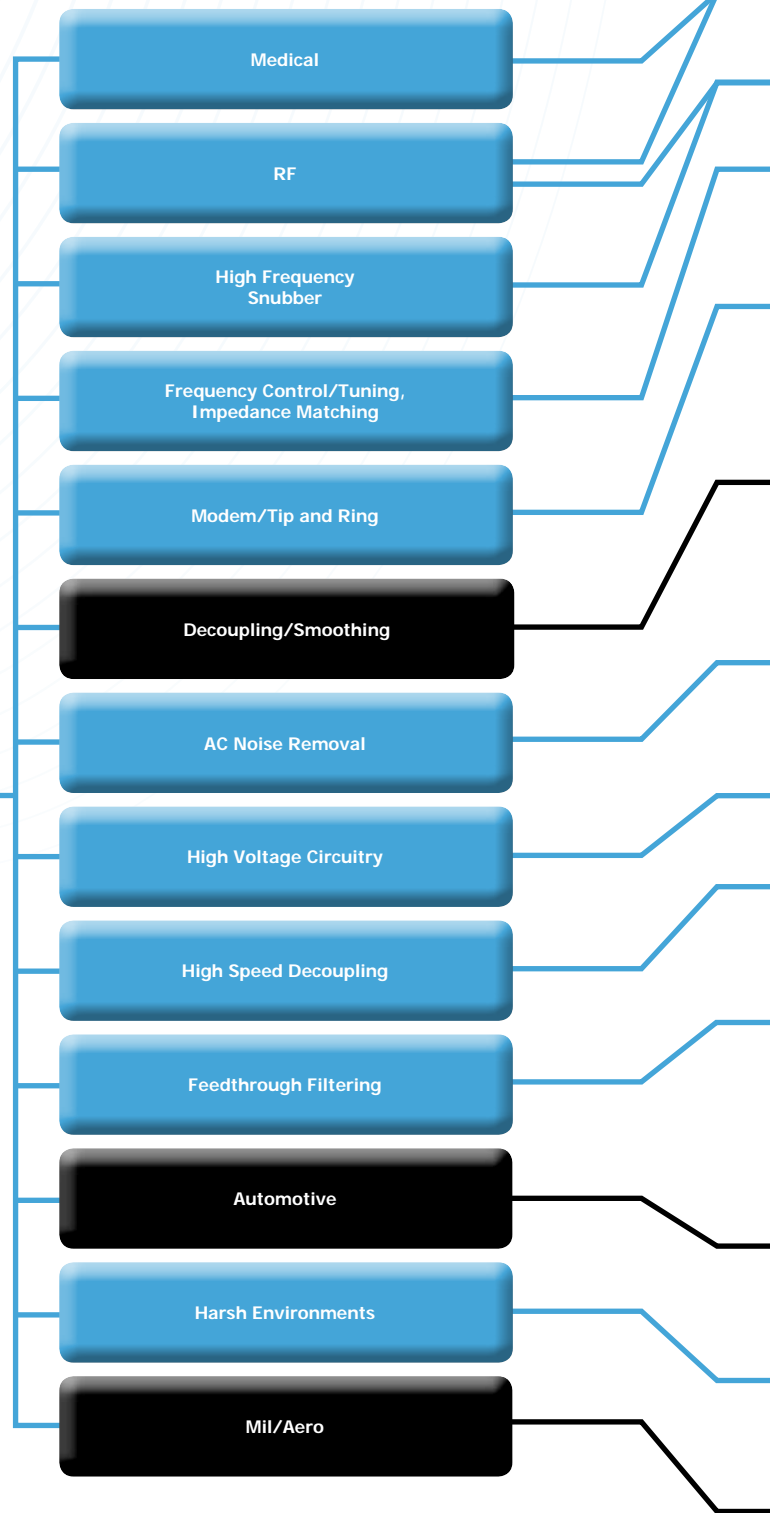 Medical
RF
High Frequency
Snubber
Frequency Control/Tuning,
Impedance Matching
Modem/Tip and Ring
Decoupling/Smoothing
AC Noise Removal
High Voltage Circuitry
High Speed Decoupling
Feedthrough Filtering
Automotive
Harsh Environments
Mil/Aero